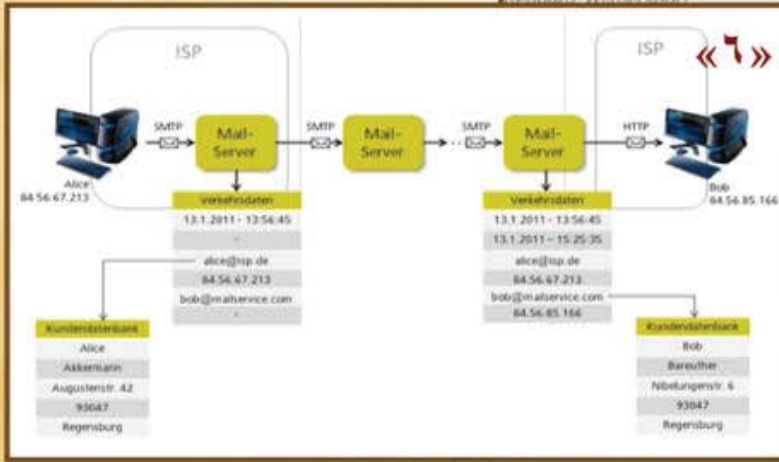 ISP
ISP
«٦»
SMTP
Mail-
Server
SMTP
Mail-
Server
SMTP
Mail-
Server
HTTP
Alice
84.56.67.213
Bob
84.56.85.166
Verkehrsdaten
13.1.2011 - 13:56:45
-
alice@isp.de
84.56.67.213
bob@mailservice.com
-
Verkehrsdaten
13.1.2011 - 13:56:45
13.1.2011 - 15:25:35
alice@isp.de
84.56.67.213
bob@mailservice.com
84.56.85.166
Kundendatenbank
Alice
Akkermann
Augustenstr. 42
93047
Regensburg
Kundendatenbank
Bob
Bareuther
Nibelungenstr. 6
93047
Regensburg